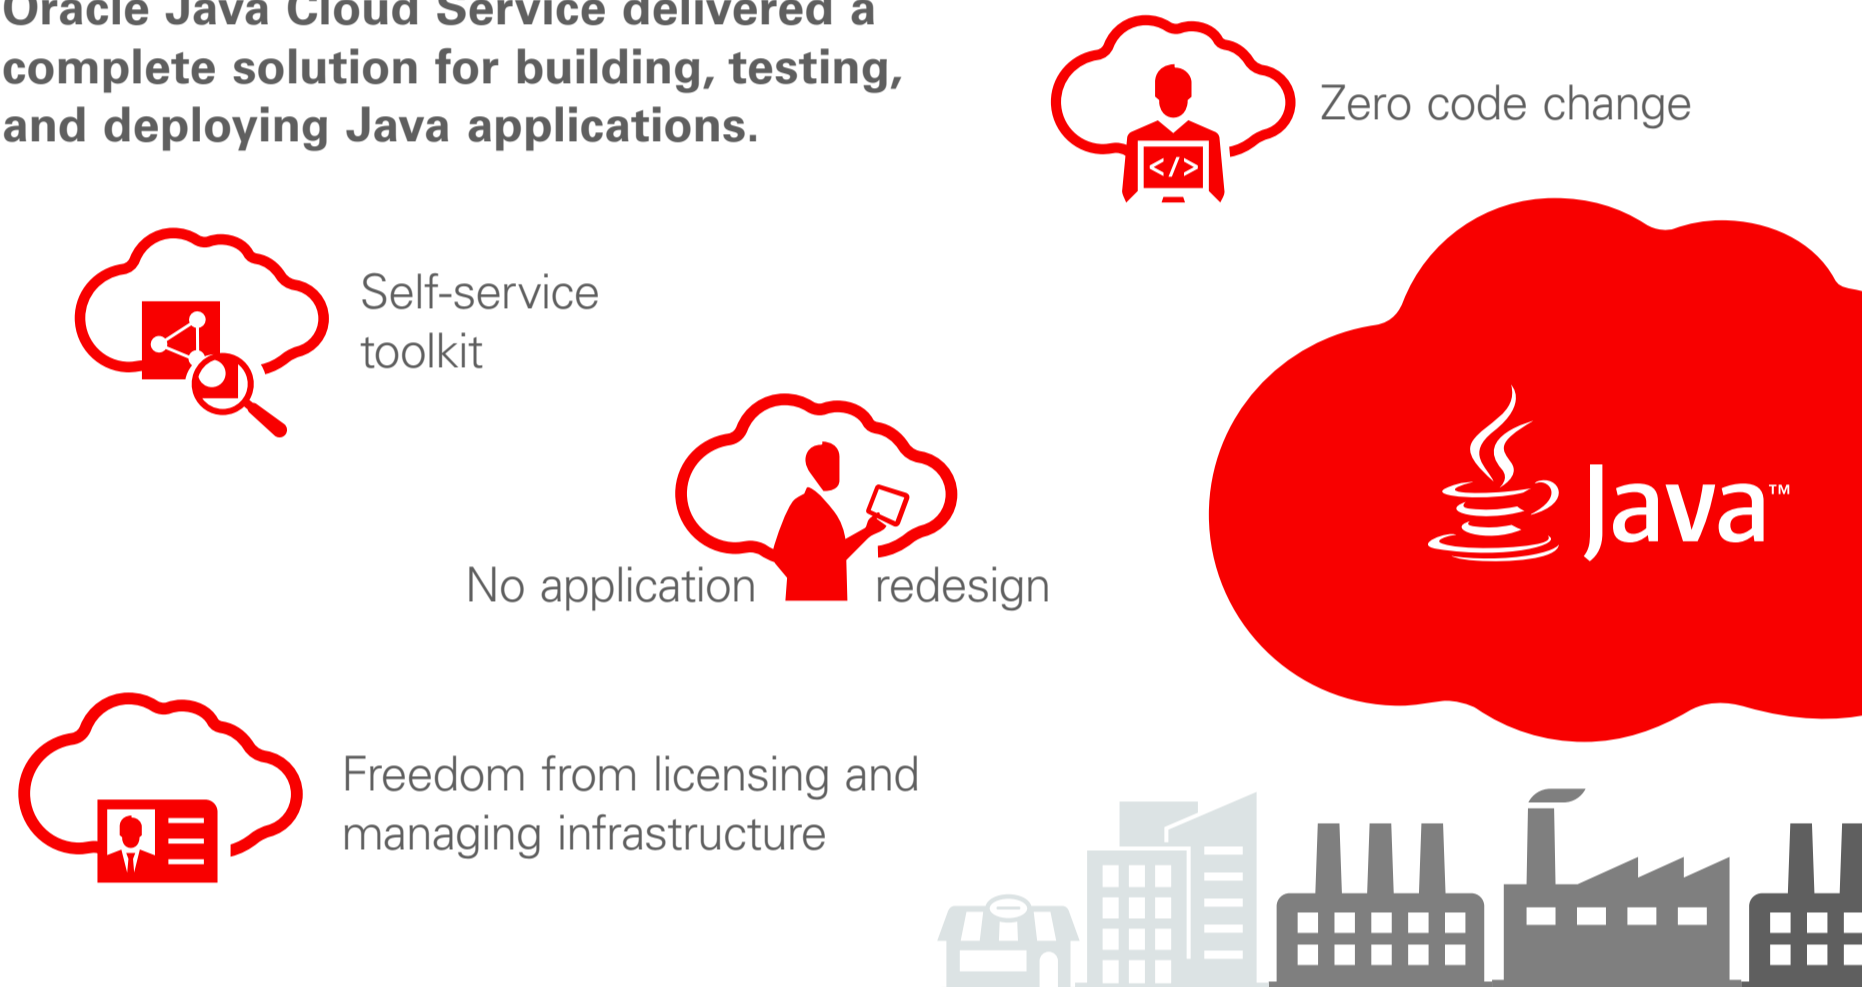 Oracle Java Cloud Service delivered a
complete solution for building, testing,
and deploying Java applications.
Zero code change
</>
Self-service
toolkit
No application redesign
Java™
Freedom from licensing and
managing infrastructure